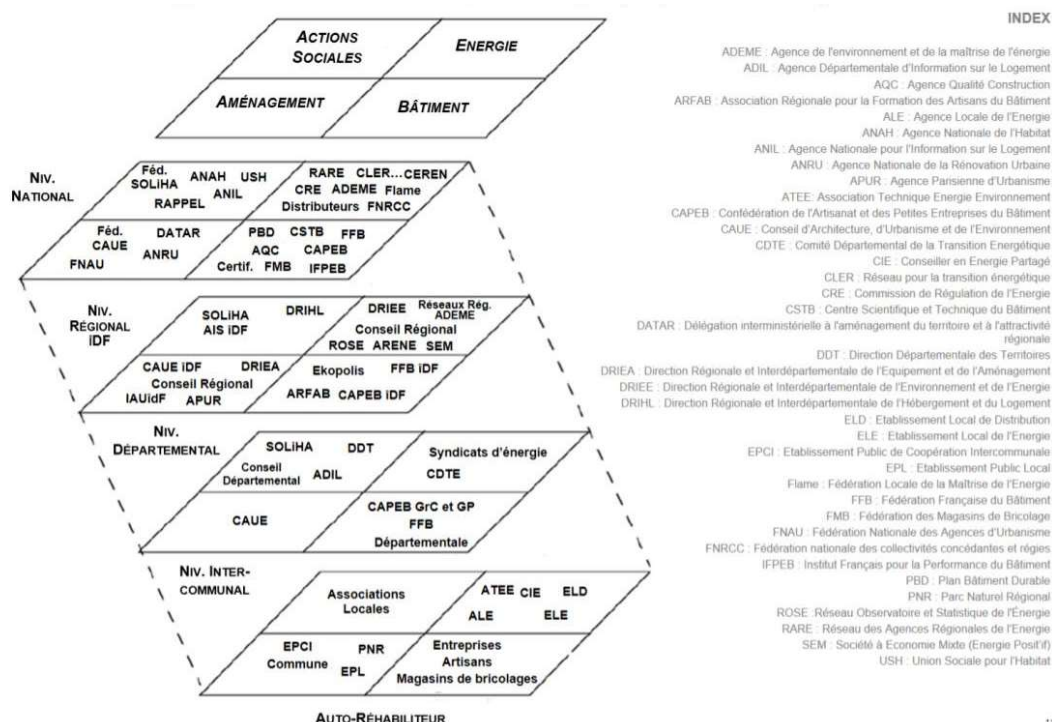 ACTIONS
SOCIALES
ENERGIE
AMÉNAGEMENT
BÂTIMENT
NIV.
NATIONAL
Féd.
SOLiHA ANAH USH
ANIL
RAPPEL
RARE CLER...CEREN
CRE ADEME Flame
Distributeurs FNRCC
Féd.
CAUE DATAR
FNAU ANRU
PBD CSTB FFB
AQC CAPEB
Certif. FMB IFPEB
NIV.
RÉGIONAL
iDF
SOLiHA
AIS iDF DRIHL
DRIEE Réseaux Rég.
ADEME
Conseil Régional
ROSE ARENE SEM
CAUE iDF DRIEA
Conseil Régional
IAUidF APUR
Ekopolis FFB iDF
ARFAB CAPEB iDF
NIV.
DÉPARTEMENTAL
SOLiHA DDT
Conseil
Départemental ADIL
Syndicats d'énergie
CDTE
CAUE
CAPEB GrC et GP
FFB
Départementale
NIV. INTER-
COMMUNAL
Associations
Locales
ATEE CIE ELD
ALE ELE
EPCI PNR
Commune
EPL
Entreprises
Artisans
Magasins de bricolages
AUTO-RÉHABILITEUR
INDEX
ADEME : Agence de l'environnement et de la maîtrise de l'énergie
ADIL : Agence Départementale d'Information sur le Logement
AQC : Agence Qualité Construction
ARFAB : Association Régionale pour la Formation des Artisans du Bâtiment
ALE : Agence Locale de l'Energie
ANAH : Agence Nationale de l'Habitat
ANIL : Agence Nationale pour l'Information sur le Logement
ANRU : Agence Nationale de la Rénovation Urbaine
APUR : Agence Parisienne d'Urbanisme
ATEE: Association Technique Energie Environnement
CAPEB : Confédération de l'Artisanat et des Petites Entreprises du Bâtiment
CAUE : Conseil d'Architecture, d'Urbanisme et de l'Environnement
CDTE : Comité Départemental de la Transition Energétique
CIE : Conseiller en Energie Partagé
CLER : Réseau pour la transition énergétique
CRE : Commission de Régulation de l'Energie
CSTB : Centre Scientifique et Technique du Bâtiment
DATAR : Délégation interministérielle à l'aménagement du territoire et à l'attractivité
régionale
DDT : Direction Départementale des Territoires
DRIEA : Direction Régionale et Interdépartementale de l'Equipement et de l'Aménagement
DRIEE : Direction Régionale et Interdépartementale de l'Environnement et de l'Energie
DRIHL : Direction Régionale et Interdépartementale de l'Hébergement et du Logement
ELD : Etablissement Local de Distribution
ELE : Etablissement Local de l'Energie
EPCI : Etablissement Public de Coopération Intercommunale
EPL : Etablissement Public Local
Flame : Fédération Locale de la Maîtrise de l'Energie
FFB : Fédération Française du Bâtiment
FMB : Fédération des Magasins de Bricolage
FNAU : Fédération Nationale des Agences d'Urbanisme
FNRCC : Fédération nationale des collectivités concédantes et régies
IFPEB : Institut Français pour la Performance du Bâtiment
PBD : Plan Bâtiment Durable
PNR : Parc Naturel Régional
ROSE :Réseau Observatoire et Statistique de l'Énergie
RARE : Réseau des Agences Régionales de l'Energie
SEM : Société à Economie Mixte (Energie Posit'if)
USH : Union Sociale pour l'Habitat